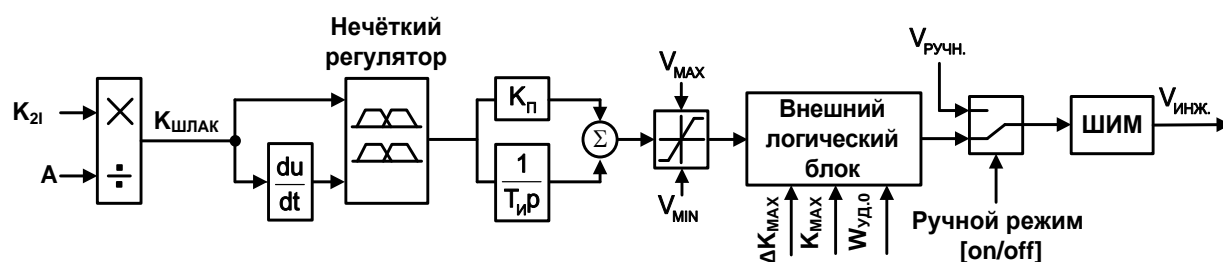 Нечёткий
регулятор
K2I
A
×
÷
KШЛАК
du
dt
KП
1
TИp
Σ
VMAX
VMIN
Внешний
логический
блок
ΔKMAX
KMAX
WУД.0
VРУЧН.
Ручной режим
[on/off]
ШИМ
VИНЖ.